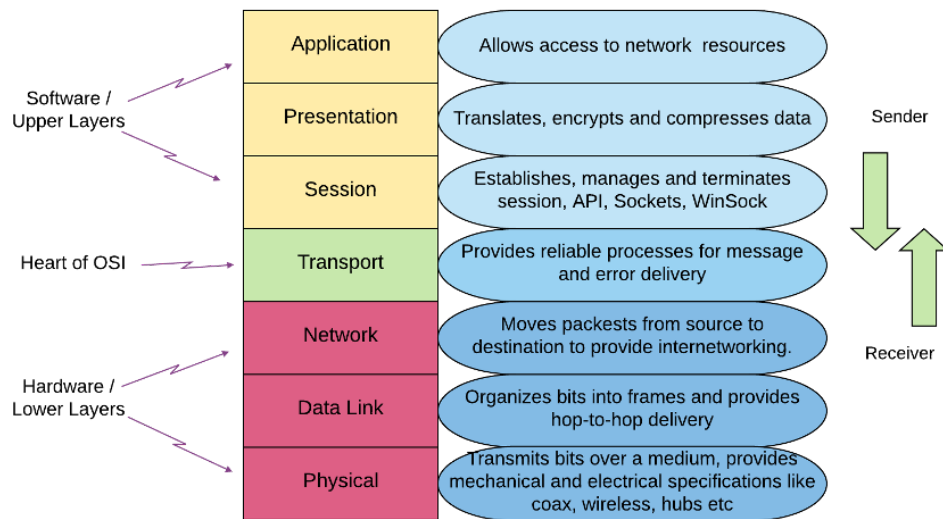 Application
Allows access to network resources
Software /
Upper Layers
Presentation
Translates, encrypts and compresses data
Sender
Session
Establishes, manages and terminates
session, API, Sockets, WinSock
Heart of OSI
Transport
Provides reliable processes for message
and error delivery
Network
Moves packests from source to
destination to provide internetworking.
Receiver
Hardware /
Lower Layers
Data Link
Organizes bits into frames and provides
hop-to-hop delivery
Physical
Transmits bits over a medium, provides
mechanical and electrical specifications like
coax, wireless, hubs etc